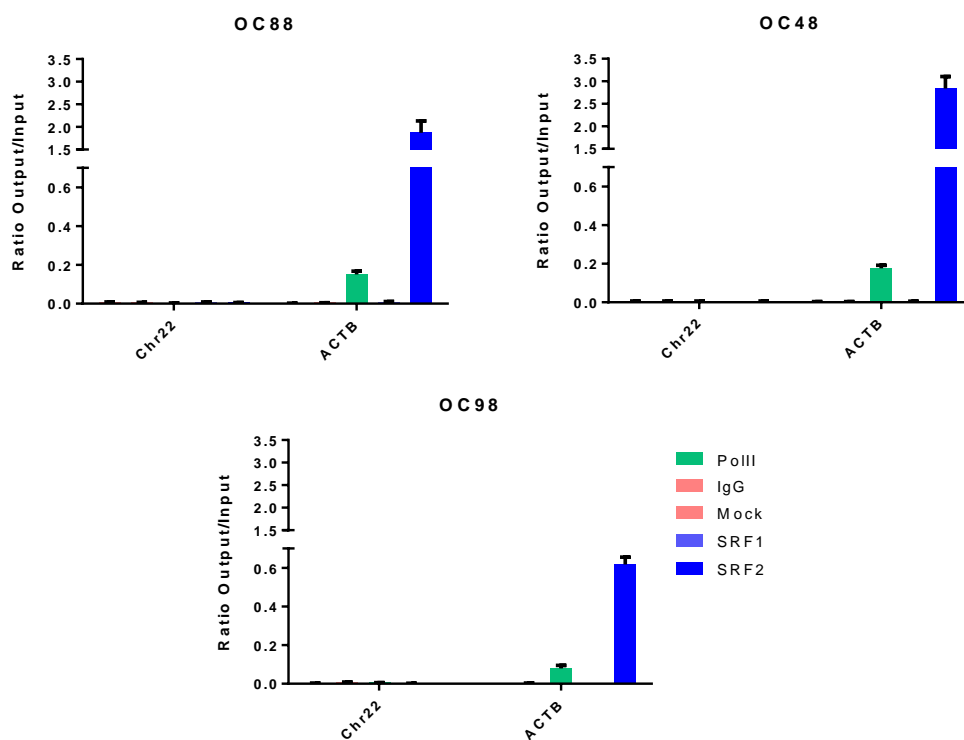 OC88
Ratio Output/Input
3.5
3.0
2.5
2.0
1.5
0.6
0.4
0.2
0.0
Chr22
ACTB
OC48
Ratio Output/Input
3.5
3.0
2.5
2.0
1.5
0.6
0.4
0.2
0.0
Chr22
ACTB
OC98
Ratio Output/Input
3.5
3.0
2.5
2.0
1.5
0.6
0.4
0.2
0.0
Chr22
ACTB
PolII
IgG
Mock
SRF1
SRF2